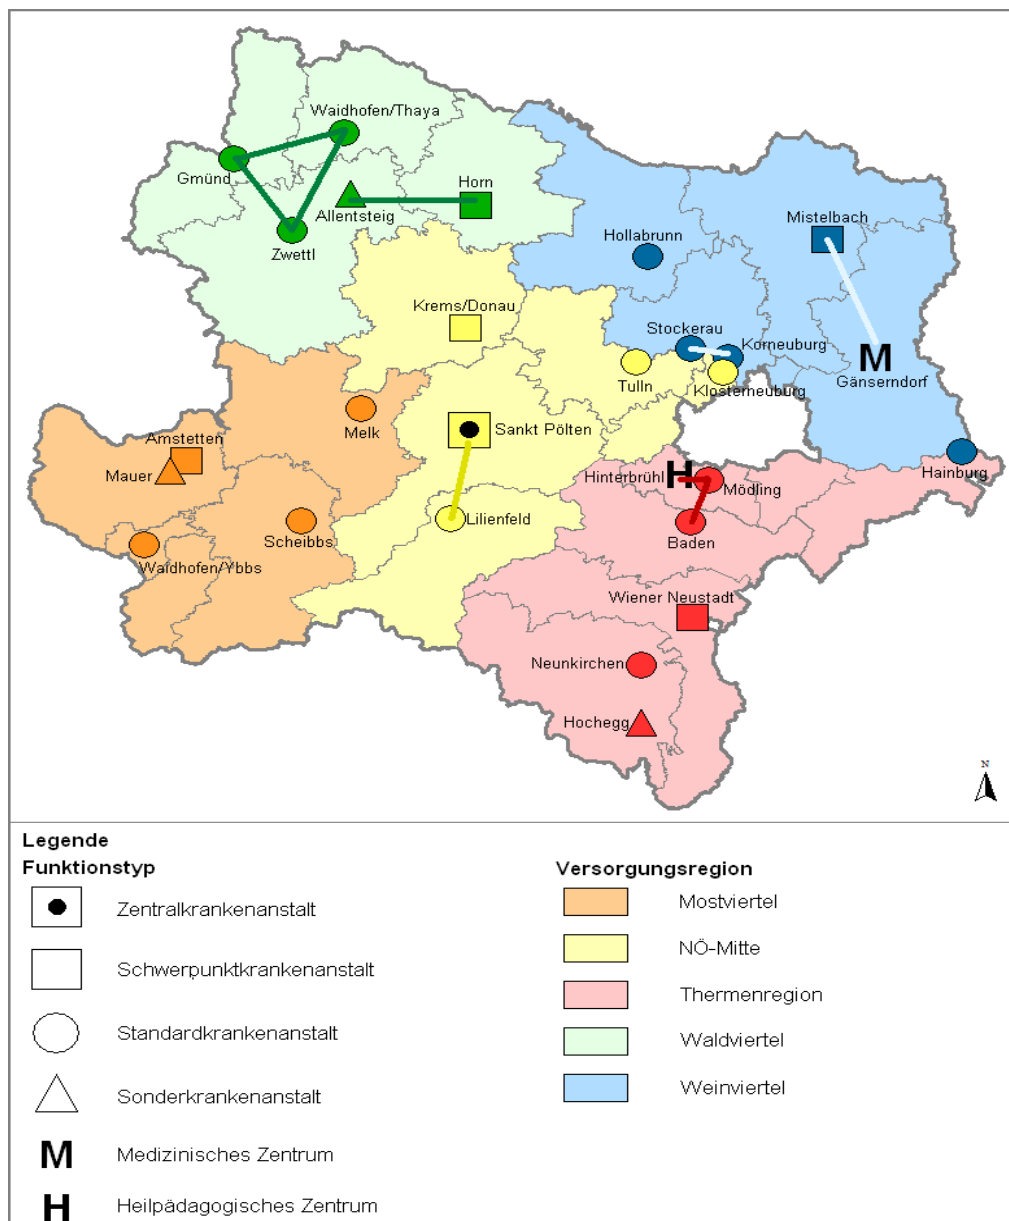 Waidhofen/Thaya
Gmünd
Horn
Allentsteig
Zwettl
Mistelbach
Hollabrunn
Krems/Donau
Stockerau
Korneuburg
M
Tulln
Klosterneuburg
Gänserndorf
Melk
Sankt Pölten
Amstetten
Mauer
Hainburg
Hinterbrühl
H
Mödling
Lilienfeld
Scheibbs
Baden
Waidhofen/Ybbs
Wiener Neustadt
Neunkirchen
Hochegg
N
Legende
Funktionstyp
Zentralkrankenanstalt
Schwerpunktkrankenanstalt
Standardkrankenanstalt
Sonderkrankenanstalt
M Medizinisches Zentrum
H Heilpädagogisches Zentrum
Versorgungsregion
Mostviertel
NÖ-Mitte
Thermenregion
Waldviertel
Weinviertel